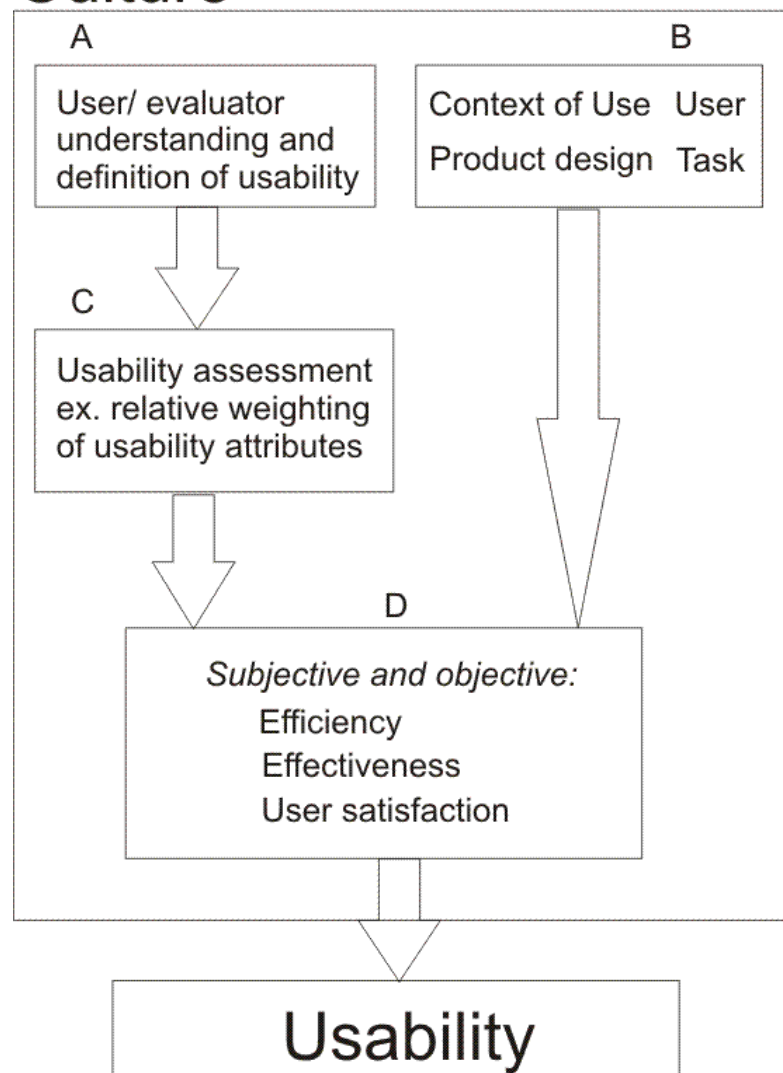 Culture
A
B
User/ evaluator
understanding and
definition of usability
Context of Use User
Product design Task
C
Usability assessment
ex. relative weighting
of usability attributes
D
Subjective and objective:
Efficiency
Effectiveness
User satisfaction
Usability